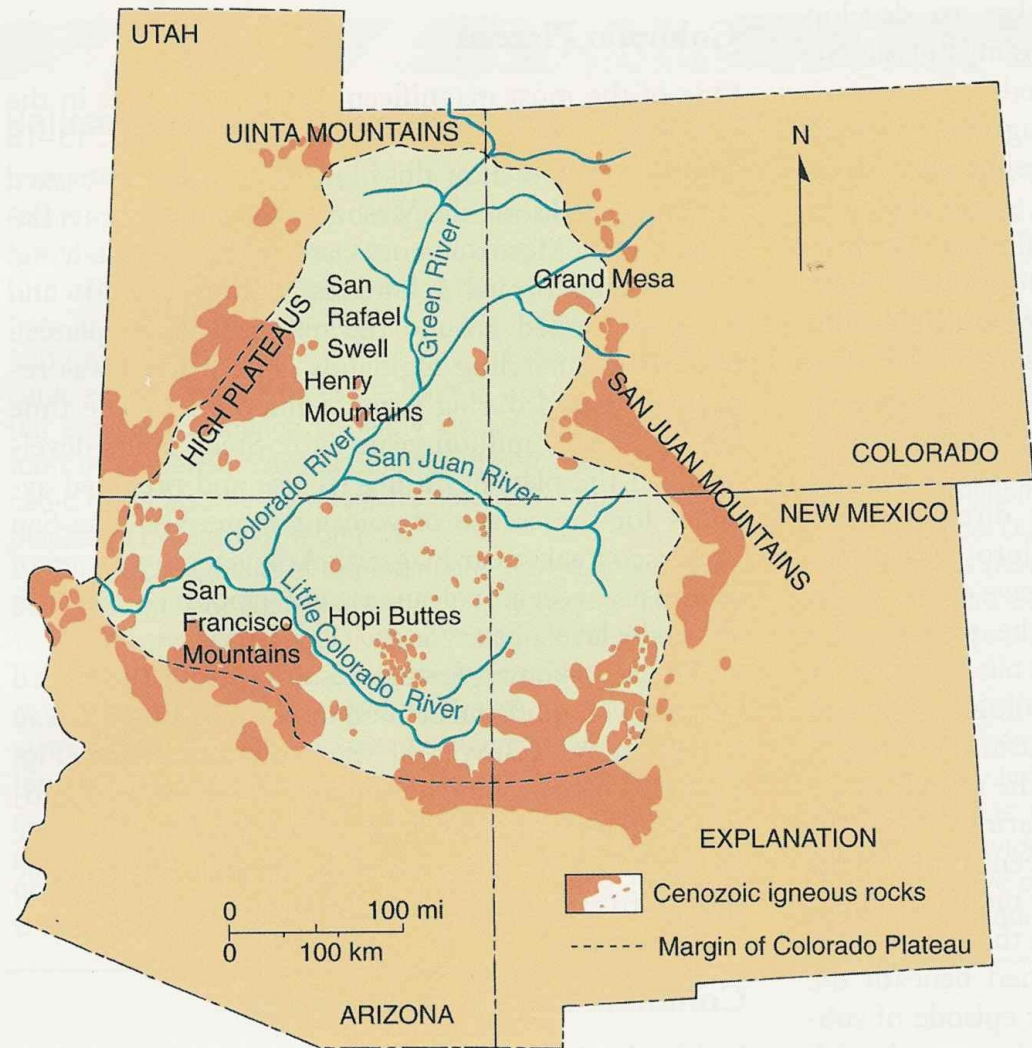 UTAH
UINTA MOUNTAINS
N
Green River
Grand Mesa
San
Rafael
Swell
Henry
Mountains
HIGH PLATEAUS
SAN JUAN MOUNTAINS
COLORADO
Colorado River
San Juan River
NEW MEXICO
San
Francisco
Mountains
Little Colorado River
Hopi Buttes
EXPLANATION
Cenozoic igneous rocks
Margin of Colorado Plateau
0 100 mi
0 100 km
ARIZONA